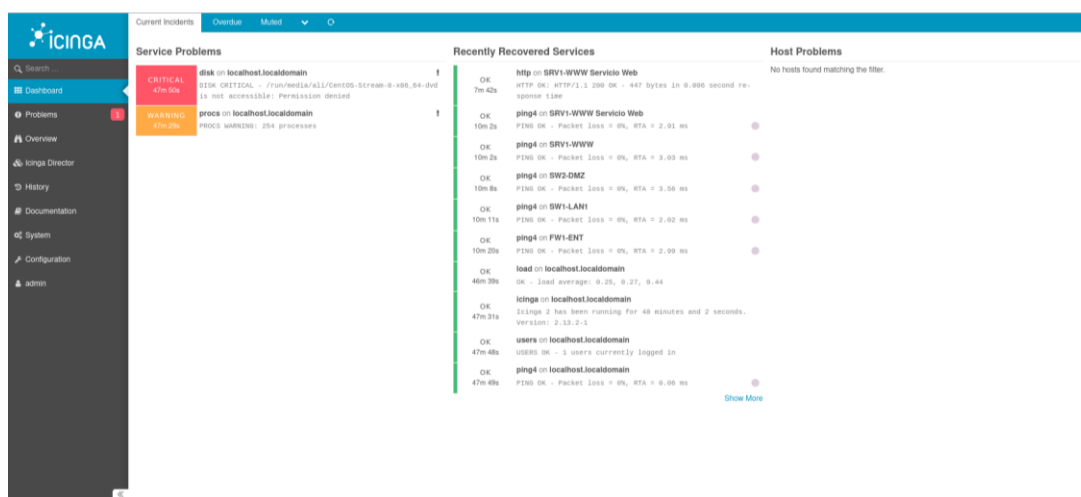 icinga
Current Incidents Overdue Muted
Search ...
Dashboard
Problems 1
Overview
Icinga Director
History
Documentation
System
Configuration
admin
Service Problems
CRITICAL
47m 50s
disk on localhost.localdomain !
DISK CRITICAL - /run/media/ali/CentOS-Stream-8-x86_64-dvd
is not accessible: Permission denied
WARNING
47m 29s
procs on localhost.localdomain !
PROCS WARNING: 254 processes
Recently Recovered Services
OK
7m 42s
http on SRV1-WWW Servicio Web
HTTP OK: HTTP/1.1 200 OK - 447 bytes in 0.006 second re-
sponse time
OK
10m 2s
ping4 on SRV1-WWW Servicio Web
PING OK - Packet loss = 0%, RTA = 2.01 ms
OK
10m 2s
ping4 on SRV1-WWW
PING OK - Packet loss = 0%, RTA = 3.03 ms
OK
10m 8s
ping4 on SW2-DMZ
PING OK - Packet loss = 0%, RTA = 3.58 ms
OK
10m 11s
ping4 on SW1-LAN1
PING OK - Packet loss = 0%, RTA = 2.02 ms
OK
10m 20s
ping4 on FW1-ENT
PING OK - Packet loss = 0%, RTA = 2.09 ms
OK
46m 39s
load on localhost.localdomain
OK - load average: 0.25, 0.27, 0.44
OK
47m 31s
icinga on localhost.localdomain
Icinga 2 has been running for 48 minutes and 2 seconds.
Version: 2.13.2-1
OK
47m 48s
users on localhost.localdomain
USERS OK - 1 users currently logged in
OK
47m 49s
ping4 on localhost.localdomain
PING OK - Packet loss = 0%, RTA = 0.06 ms
Show More
Host Problems
No hosts found matching the filter.